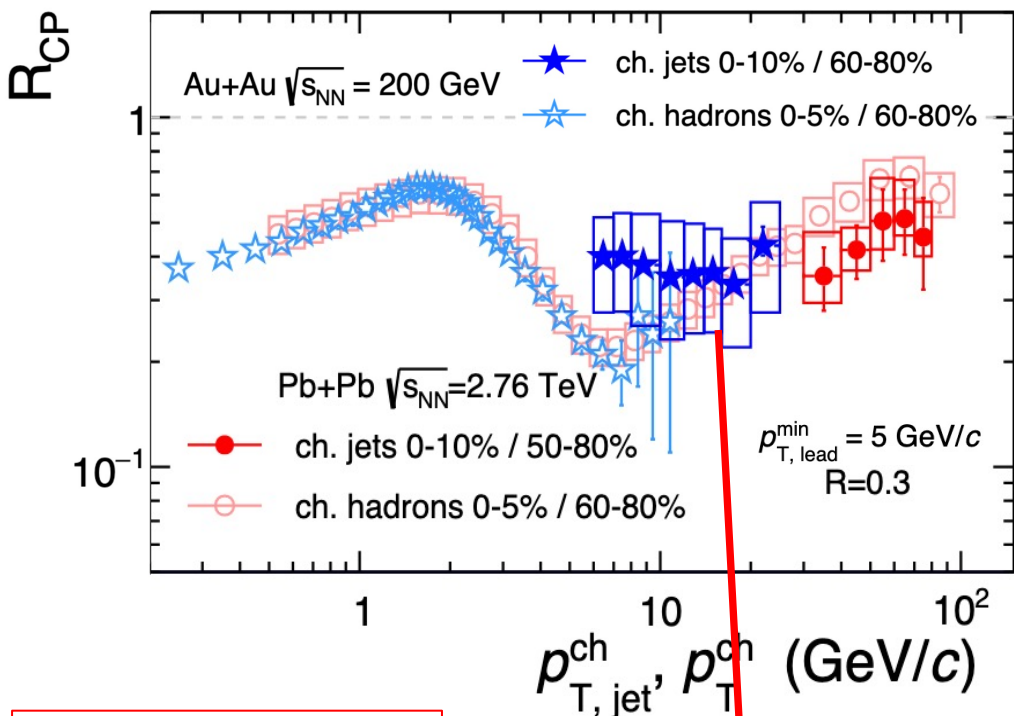 R_CP
ch. jets 0-10% / 60-80%
Au+Au √s_NN = 200 GeV
ch. hadrons 0-5% / 60-80%
1
Pb+Pb √s_NN=2.76 TeV
ch. jets 0-10% / 50-80%
p_T, lead^min = 5 GeV/c
10⁻¹
R=0.3
ch. hadrons 0-5% / 60-80%
1 10 10²
p_T, jet^ch, p_T^ch (GeV/c)